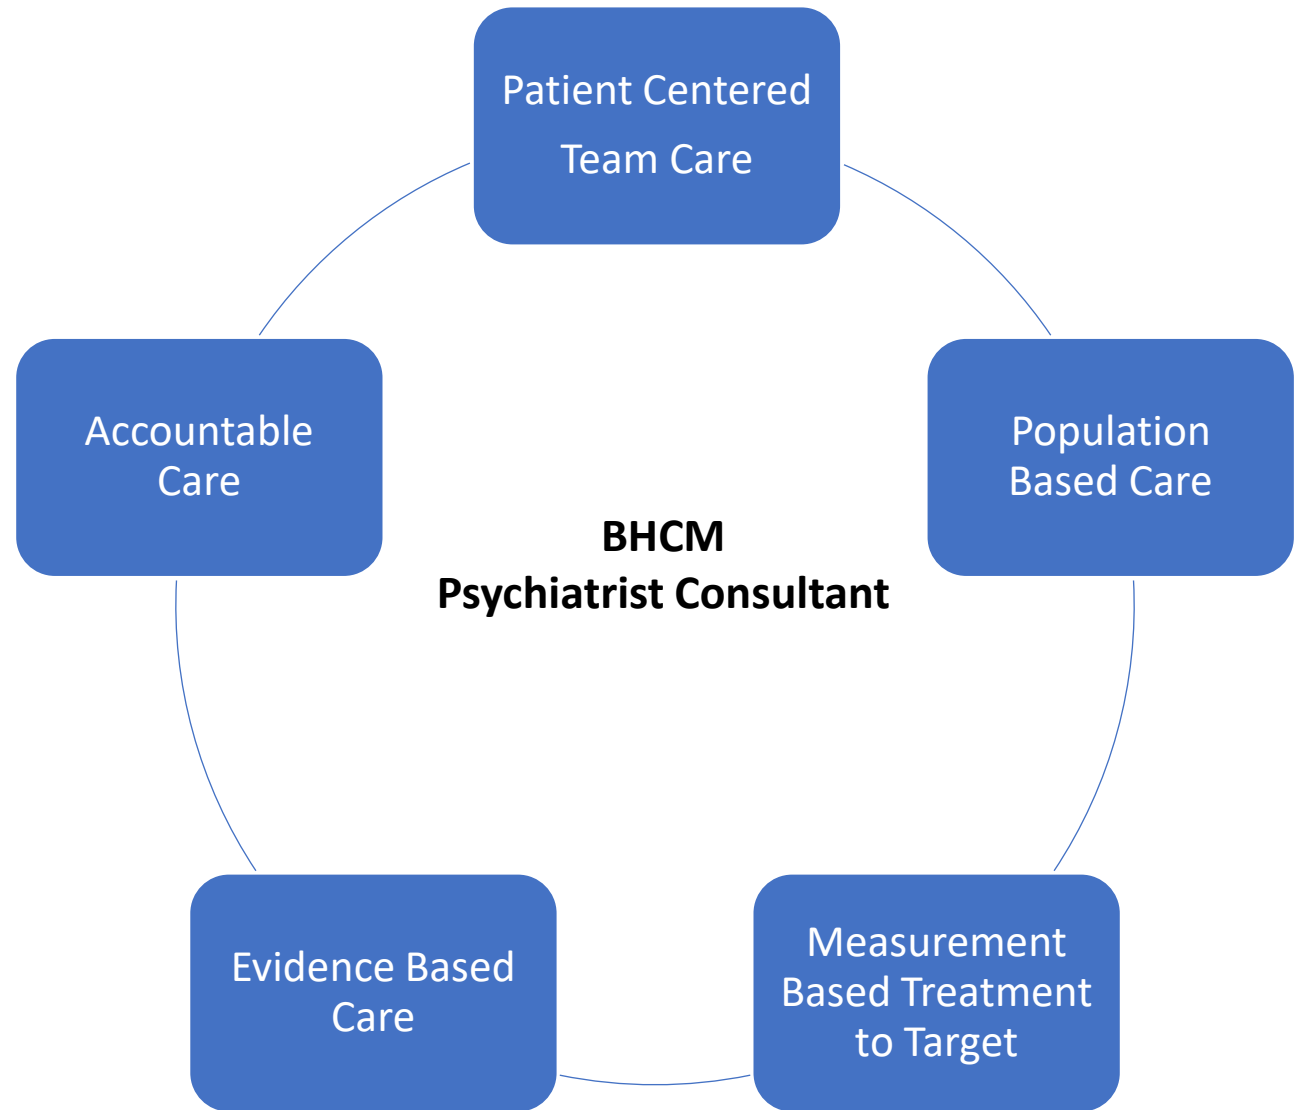 Patient Centered
Team Care
Accountable
Care
Population
Based Care
BHCM
Psychiatrist Consultant
Evidence Based
Care
Measurement
Based Treatment
to Target